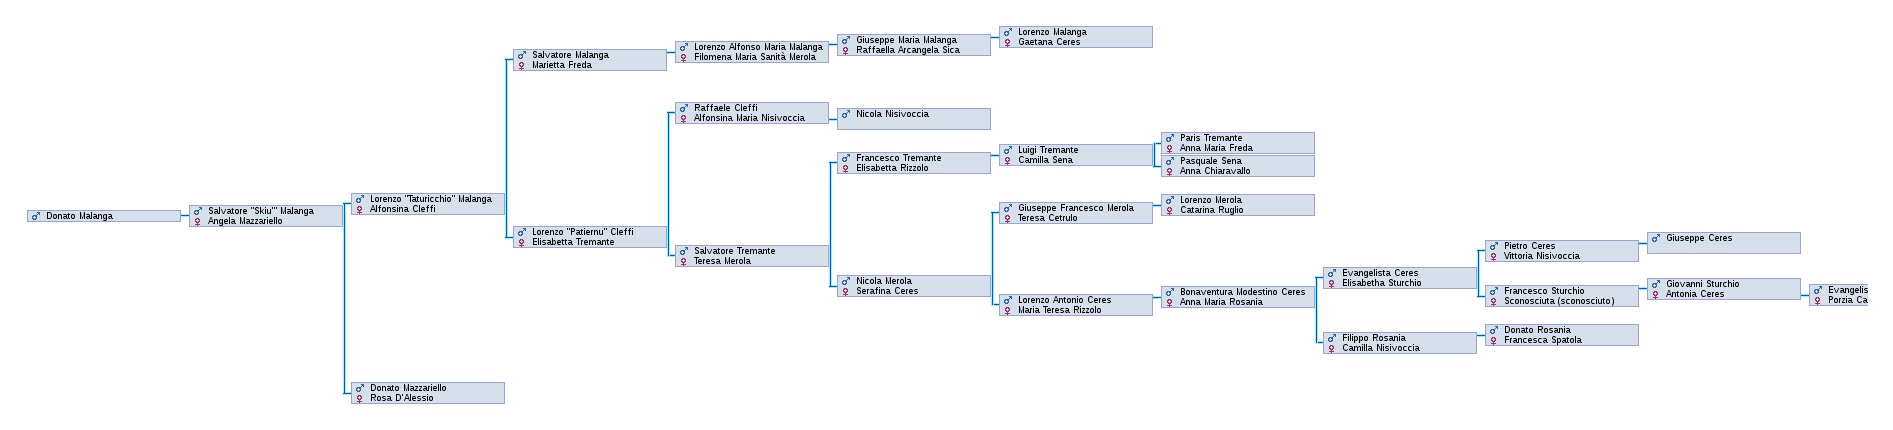 Donato Malanga
Salvatore "Skiu'" Malanga
Angela Mazzariello
Lorenzo "Taturicchio" Malanga
Alfonsina Cleffi
Donato Mazzariello
Rosa D'Alessio
Salvatore Malanga
Marietta Freda
Lorenzo "Patiernu" Cleffi
Elisabetta Tremante
Lorenzo Alfonso Maria Malanga
Filomena Maria Sanità Merola
Raffaele Cleffi
Alfonsina Maria Nisivoccia
Salvatore Tremante
Teresa Merola
Giuseppe Maria Malanga
Raffaella Arcangela Sica
Nicola Nisivoccia
Francesco Tremante
Elisabetta Rizzolo
Nicola Merola
Serafina Ceres
Lorenzo Malanga
Gaetana Ceres
Luigi Tremante
Camilla Sena
Giuseppe Francesco Merola
Teresa Cetrulo
Lorenzo Antonio Ceres
Maria Teresa Rizzolo
Paris Tremante
Anna Maria Freda
Pasquale Sena
Anna Chiaravallo
Lorenzo Merola
Catarina Ruglio
Bonaventura Modestino Ceres
Anna Maria Rosania
Evangelista Ceres
Elisabetha Sturchio
Filippo Rosania
Camilla Nisivoccia
Pietro Ceres
Vittoria Nisivoccia
Francesco Sturchio
Sconosciuta (sconosciuto)
Donato Rosania
Francesca Spatola
Giuseppe Ceres
Giovanni Sturchio
Antonia Ceres
Evangelis
Porzia Ca